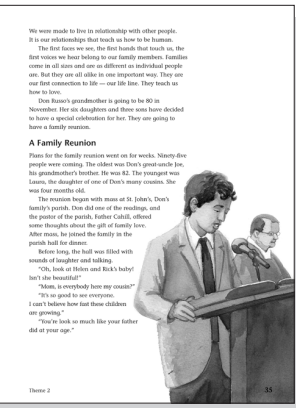 We were made to live in relationship with other people.
It is our relationships that teach us how to be human.
The first faces we see, the first hands that touch us, the
first voices we hear belong to our family members. Families
come in all sizes and are as different as individual people
are. But they are all alike in one important way. They are
our first connection to life — our life line. They teach us
how to love.
Don Russo's grandmother is going to be 80 in
November. Her six daughters and three sons have decided
to have a special celebration for her. They are going to
have a family reunion.
A Family Reunion
Plans for the family reunion went on for weeks. Ninety-five
people were coming. The oldest was Don's great-uncle Joe,
his grandmother's brother. He was 82. The youngest was
Laura, the daughter of one of Don's many cousins. She
was four months old.
The reunion began with mass at St. John's, Don's
family's parish. Don did one of the readings, and
the pastor of the parish, Father Cahill, offered
some thoughts about the gift of family love.
After mass, he joined the family in the
parish hall for dinner.
Before long, the hall was filled with
sounds of laughter and talking.
"Oh, look at Helen and Rick's baby!
Isn't she beautiful!"
"Mom, is everybody here my cousin?"
"It's so good to see everyone.
I can't believe how fast these children
are growing."
"You're look so much like your father
did at your age."
Theme 3
35